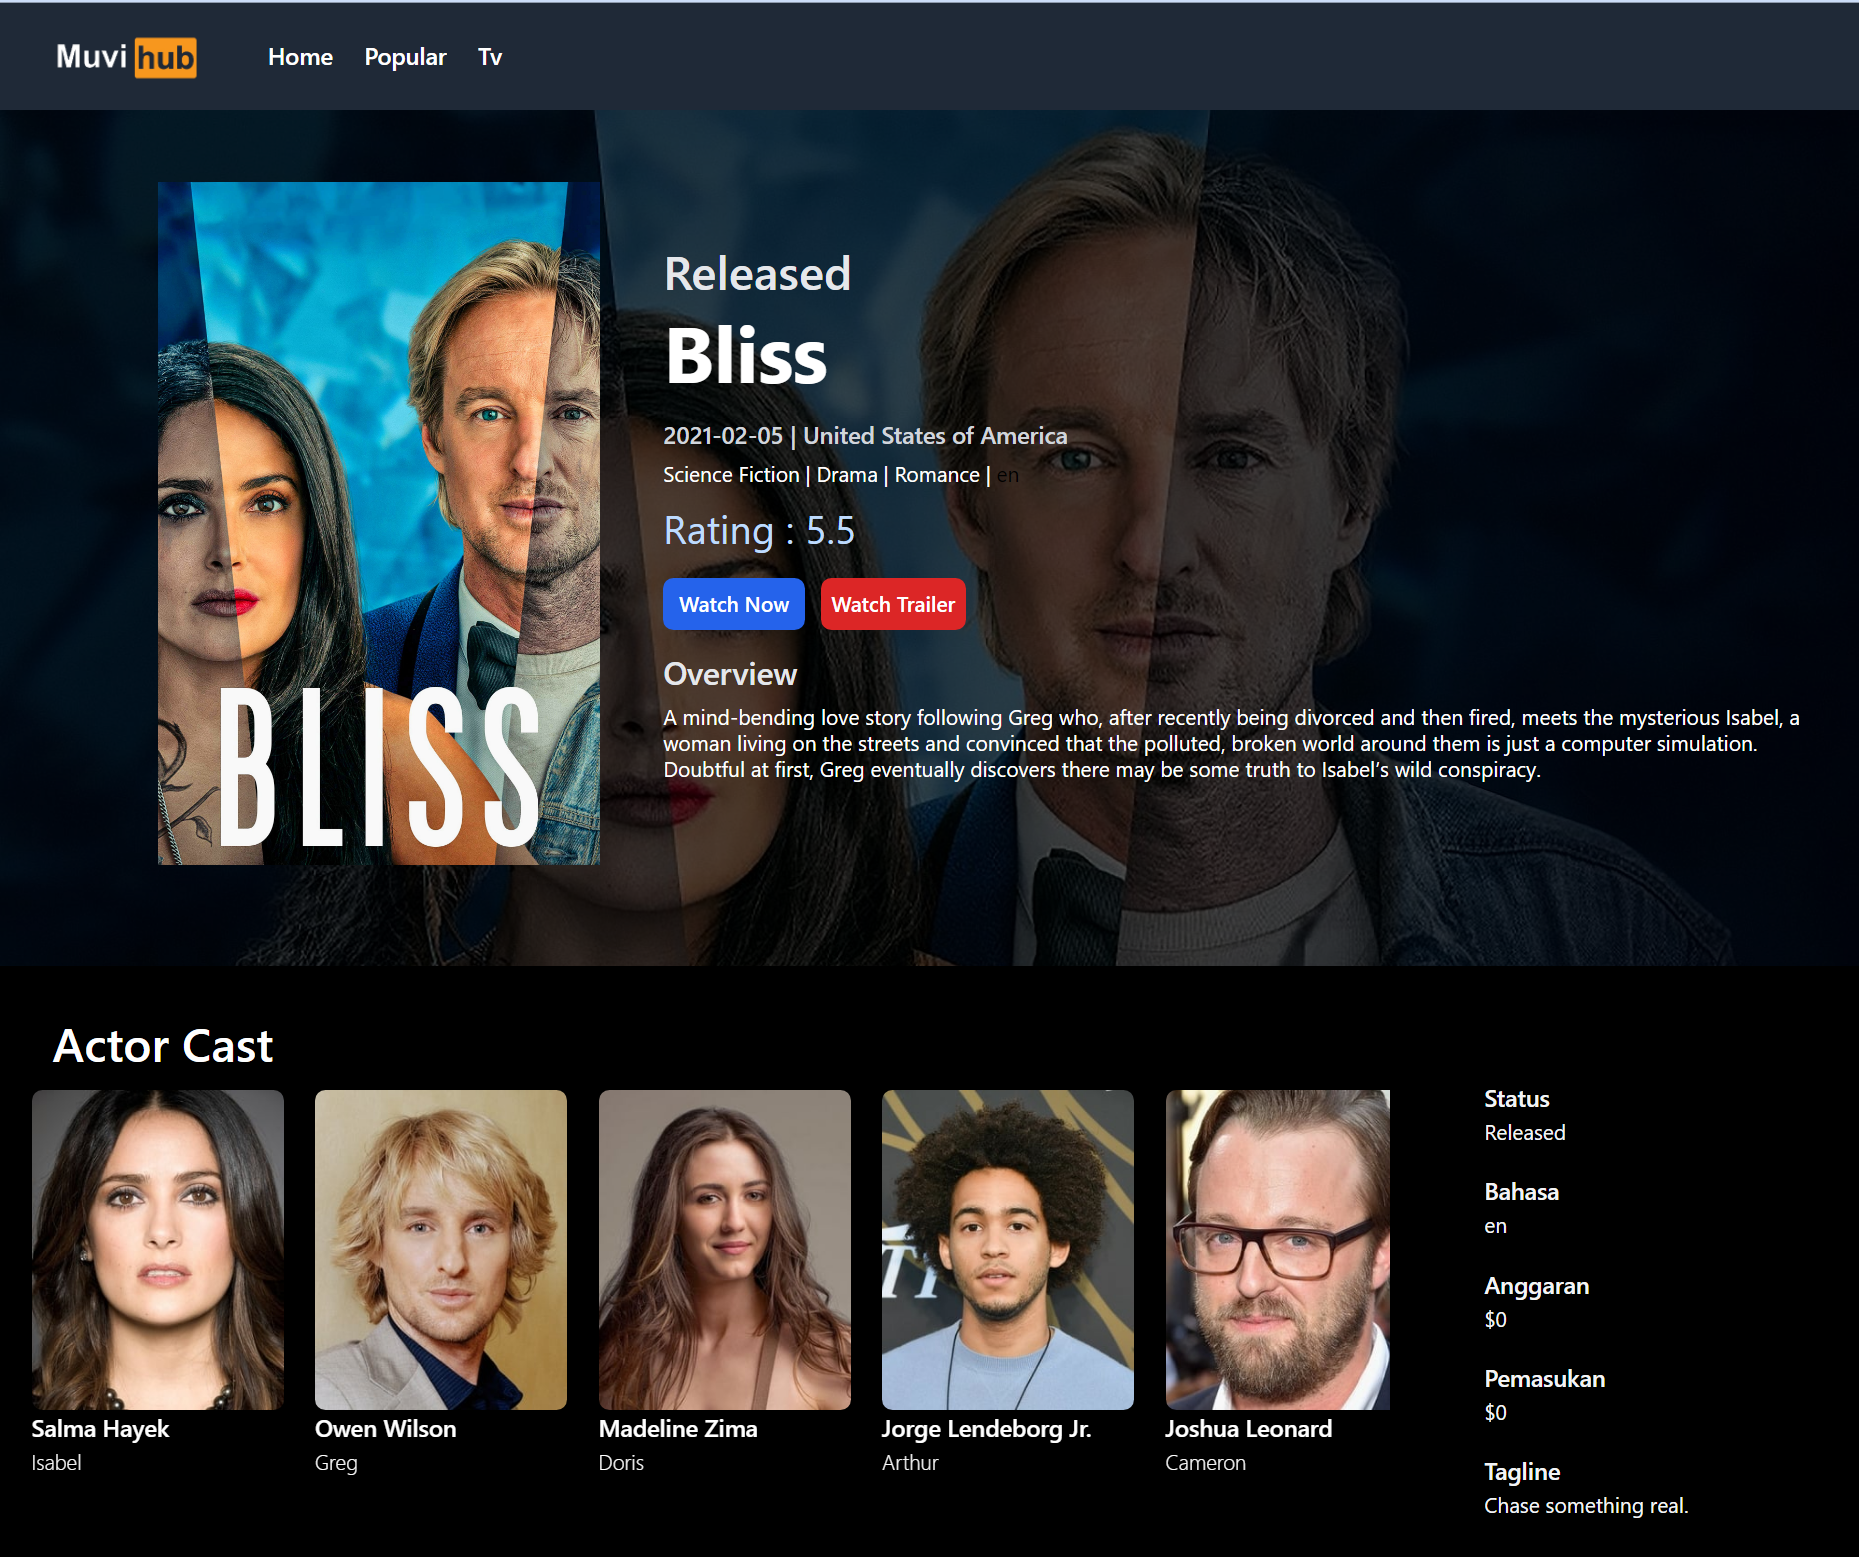 Muvi hub
Home Popular Tv
BLISS
Released
Bliss
2021-02-05 | United States of America
Science Fiction | Drama | Romance | en
Rating : 5.5
Watch Now Watch Trailer
Overview
A mind-bending love story following Greg who, after recently being divorced and then fired, meets the mysterious Isabel, a
woman living on the streets and convinced that the polluted, broken world around them is just a computer simulation.
Doubtful at first, Greg eventually discovers there may be some truth to Isabel’s wild conspiracy.
Actor Cast
Salma Hayek
Isabel
Owen Wilson
Greg
Madeline Zima
Doris
Jorge Lendeborg Jr.
Arthur
Joshua Leonard
Cameron
Status
Released
Bahasa
en
Anggaran
$0
Pemasukan
$0
Tagline
Chase something real.